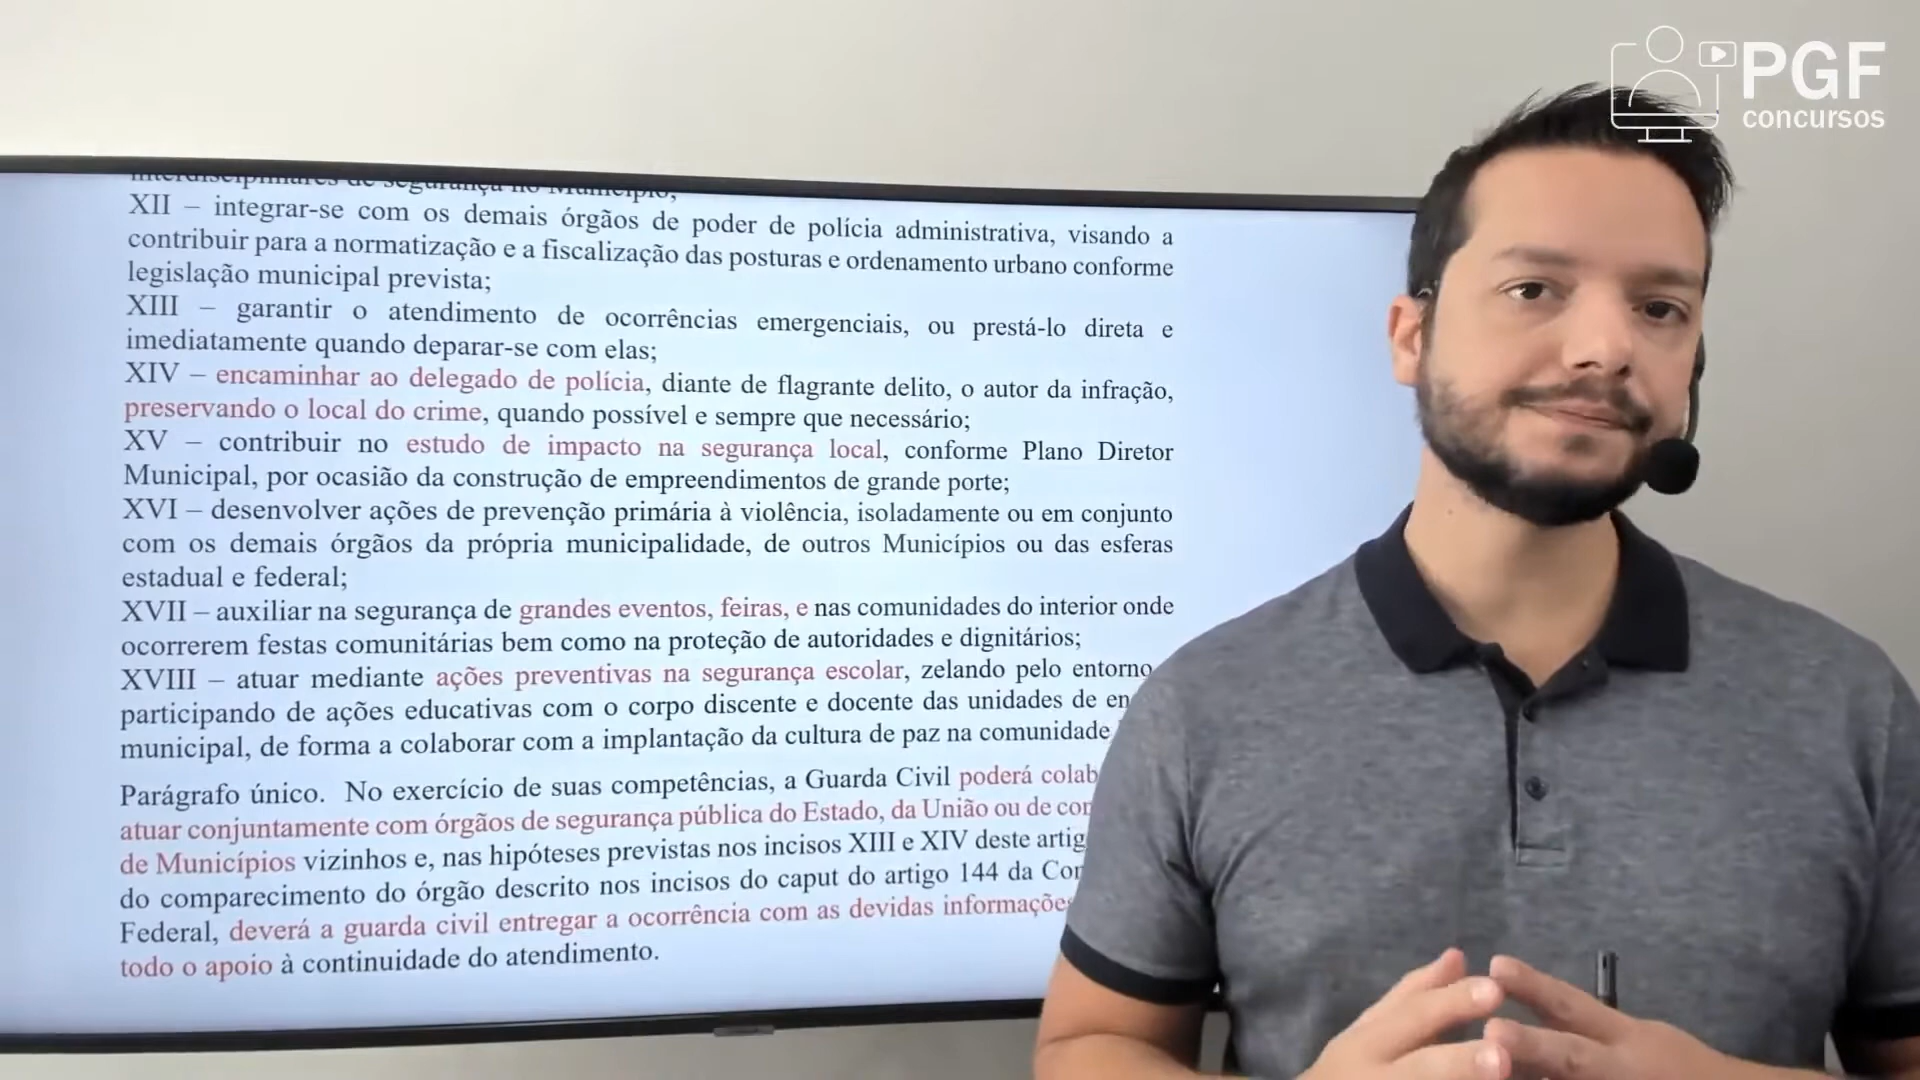 PGF
concursos
interdisciplinares de segurança no Município;
XII – integrar-se com os demais órgãos de poder de polícia administrativa, visando a
contribuir para a normatização e a fiscalização das posturas e ordenamento urbano conforme
legislação municipal prevista;
XIII – garantir o atendimento de ocorrências emergenciais, ou prestá-lo direta e
imediatamente quando deparar-se com elas;
XIV – encaminhar ao delegado de polícia, diante de flagrante delito, o autor da infração,
preservando o local do crime, quando possível e sempre que necessário;
XV – contribuir no estudo de impacto na segurança local, conforme Plano Diretor
Municipal, por ocasião da construção de empreendimentos de grande porte;
XVI – desenvolver ações de prevenção primária à violência, isoladamente ou em conjunto
com os demais órgãos da própria municipalidade, de outros Municípios ou das esferas
estadual e federal;
XVII – auxiliar na segurança de grandes eventos, feiras, e nas comunidades do interior onde
ocorrerem festas comunitárias bem como na proteção de autoridades e dignitários;
XVIII – atuar mediante ações preventivas na segurança escolar, zelando pelo entorno
participando de ações educativas com o corpo discente e docente das unidades de en
municipal, de forma a colaborar com a implantação da cultura de paz na comunidade
Parágrafo único. No exercício de suas competências, a Guarda Civil poderá colab
atuar conjuntamente com órgãos de segurança pública do Estado, da União ou de con
de Municípios vizinhos e, nas hipóteses previstas nos incisos XIII e XIV deste artig
do comparecimento do órgão descrito nos incisos do caput do artigo 144 da Con
Federal, deverá a guarda civil entregar a ocorrência com as devidas informações
todo o apoio à continuidade do atendimento.